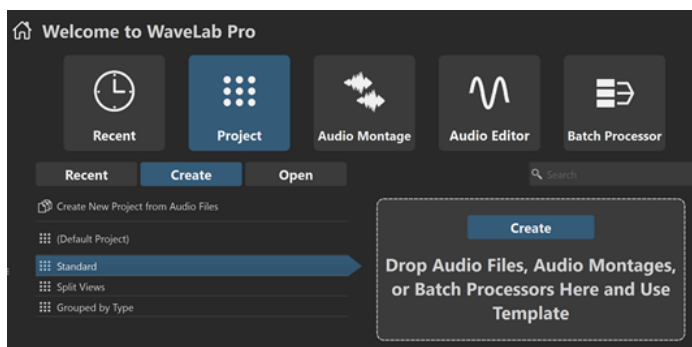 Welcome to WaveLab Pro
Recent
Project
Audio Montage
Audio Editor
Batch Processor
Recent
Create
Open
Search
Create New Project from Audio Files
(Default Project)
Standard
Split Views
Grouped by Type
Create
Drop Audio Files, Audio Montages,
or Batch Processors Here and Use
Template